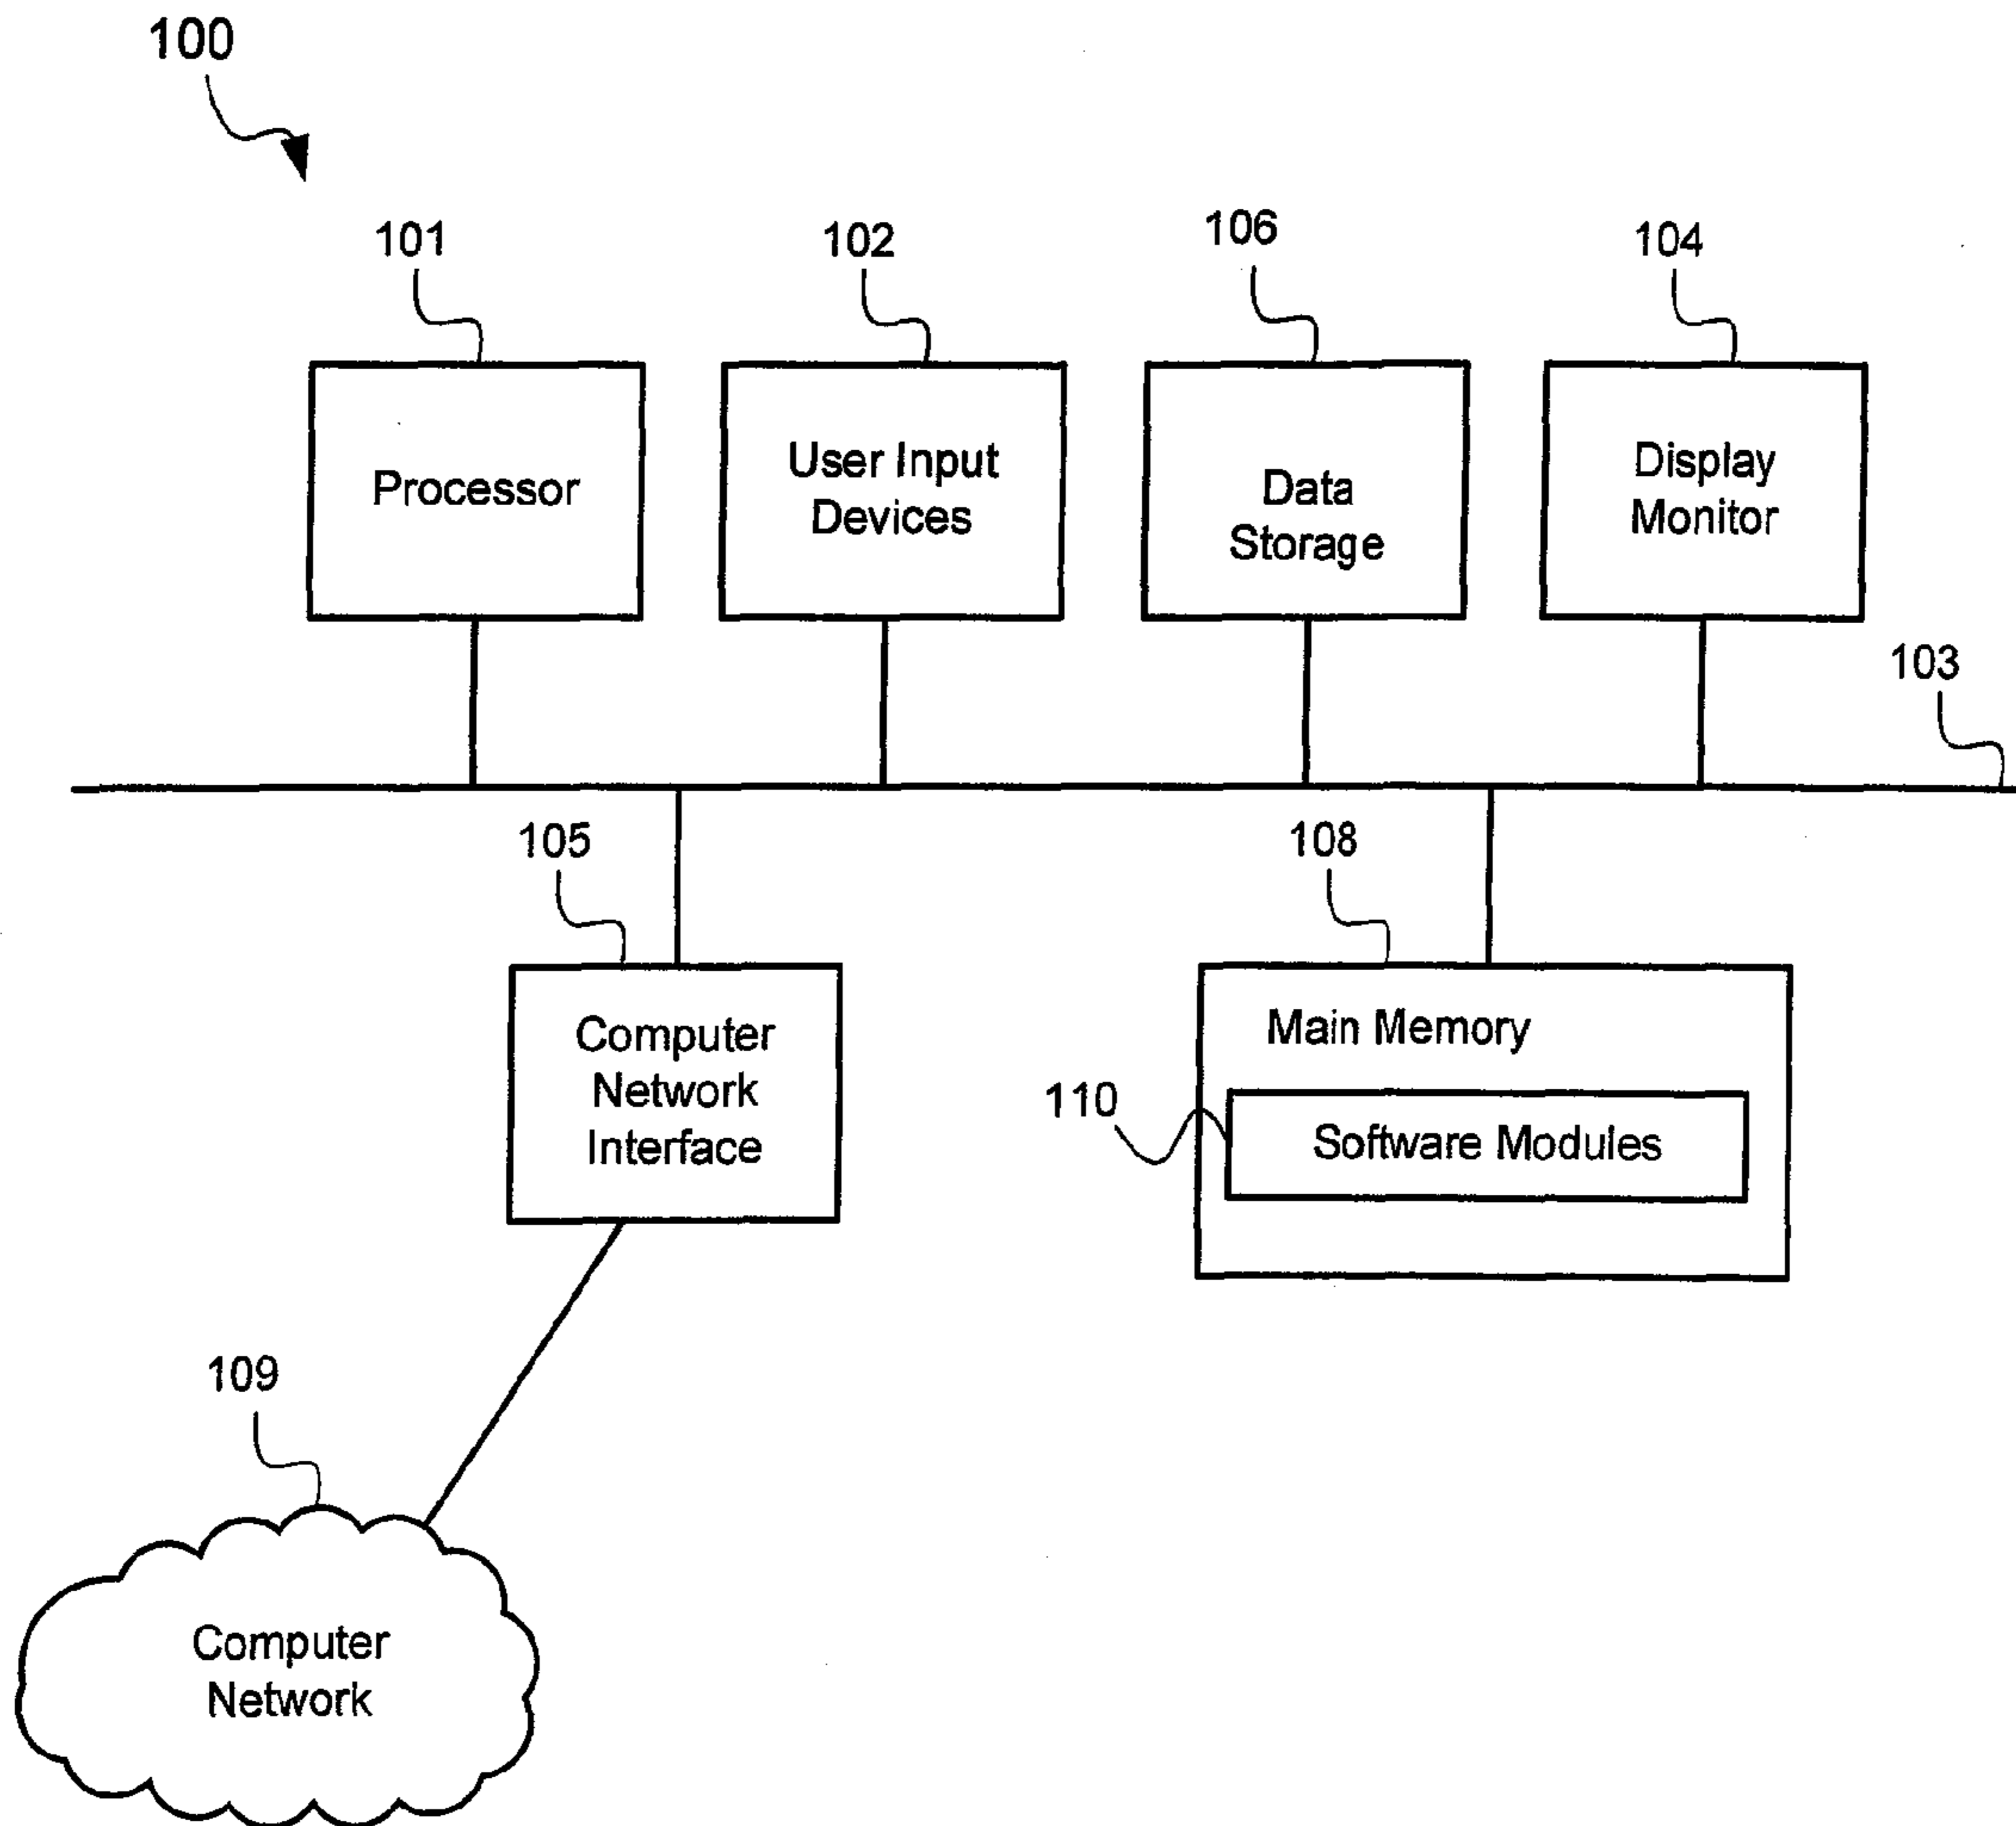 100
101
102
106
104
Processor
User Input
Devices
Data
Storage
Display
Monitor
103
105
108
Computer
Network
Interface
Main Memory
110
Software Modules
109
Computer
Network